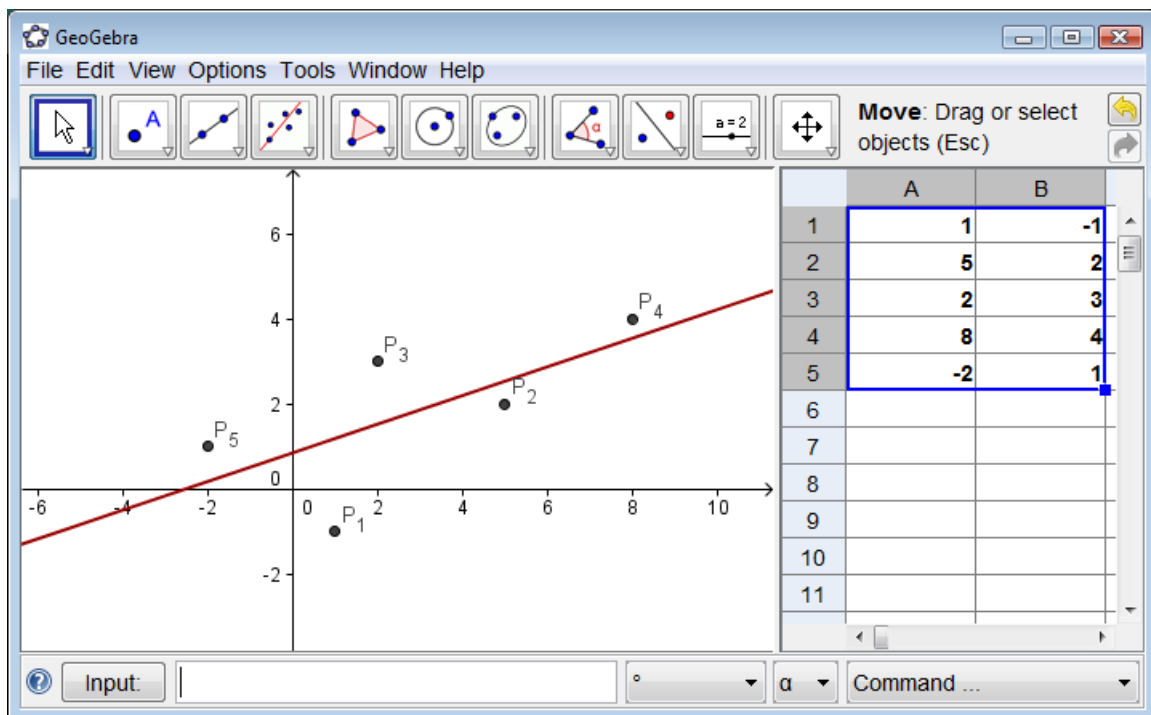 GeoGebra
File Edit View Options Tools Window Help
A
α
a = 2
Move: Drag or select
objects (Esc)
A B
1 1 -1
2 5 2
3 2 3
4 8 4
5 -2 1
6
7
8
9
10
11
6
P4
4
P3
2
P2
P5
0
-6 -4 -2 0 2 4 6 8 10
P1
-2
Input: ° α Command ...